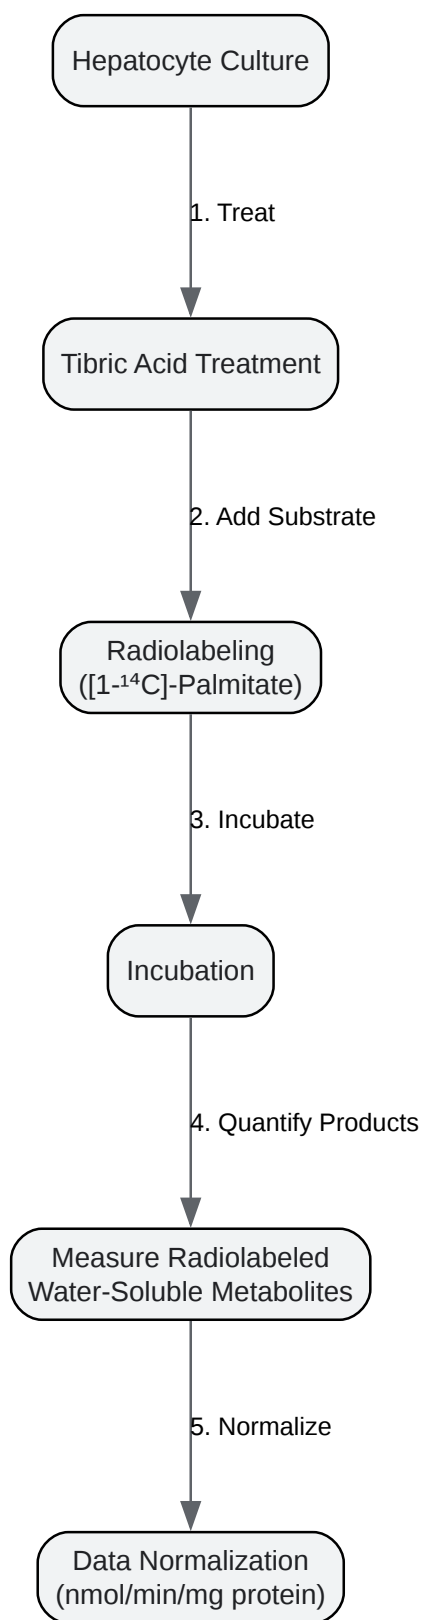 Hepatocyte Culture
1. Treat
Tibric Acid Treatment
2. Add Substrate
Radiolabeling
([1-¹⁴C]-Palmitate)
3. Incubate
Incubation
4. Quantify Products
Measure Radiolabeled
Water-Soluble Metabolites
5. Normalize
Data Normalization
(nmol/min/mg protein)